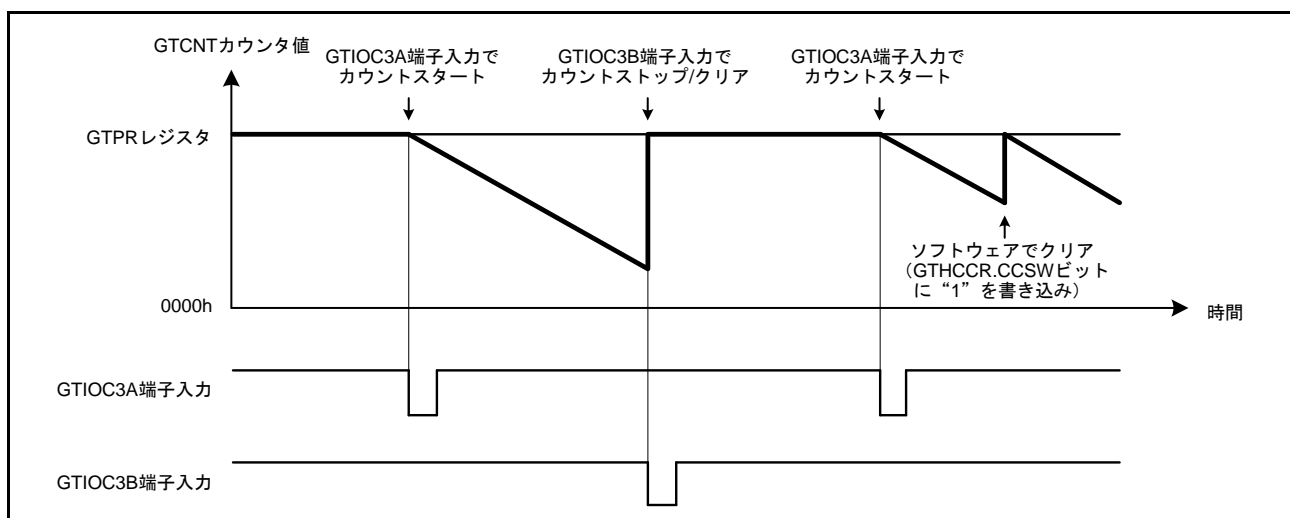 GTCNTカウンタ値
GTIOC3A端子入力で
カウントスタート
GTIOC3B端子入力で
カウントストップ/クリア
GTIOC3A端子入力で
カウントスタート
GTPRレジスタ
ソフトウェアでクリア
(GTHCCR.CCSWビット
に“1”を書き込み)
0000h
時間
GTIOC3A端子入力
GTIOC3B端子入力